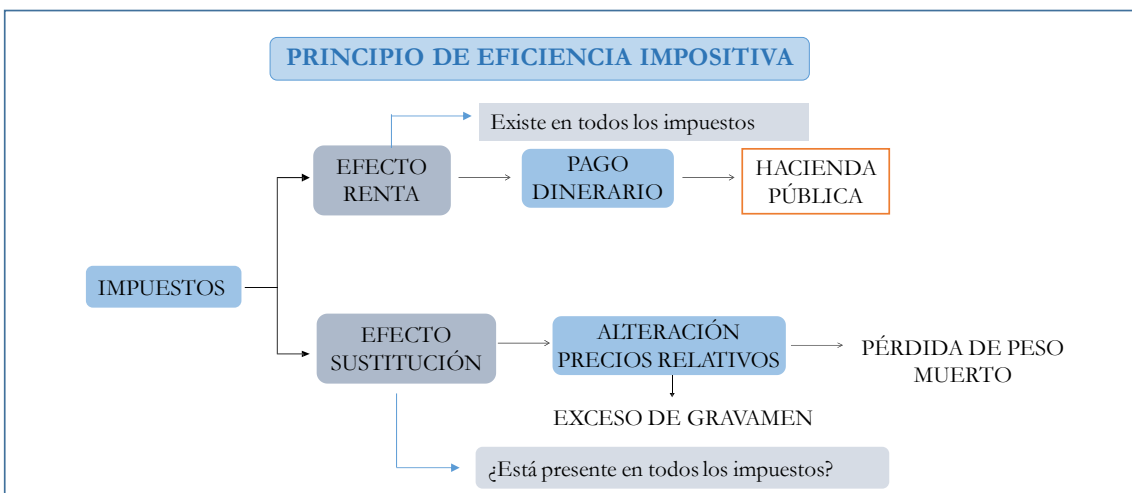 PRINCIPIO DE EFICIENCIA IMPOSITIVA
Existe en todos los impuestos
EFECTO
RENTA
PAGO
DINERARIO
HACIENDA
PÚBLICA
IMPUESTOS
EFECTO
SUSTITUCIÓN
ALTERACIÓN
PRECIOS RELATIVOS
PÉRDIDA DE PESO
MUERTO
EXCESO DE GRAVAMEN
¿Está presente en todos los impuestos?